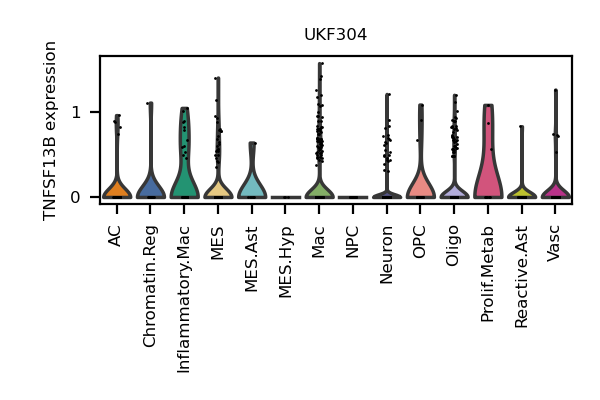 UKF304
TNFSF13B expression
1
0
AC
Chromatin.Reg
Inflammatory.Mac
MES
MES.Ast
MES.Hyp
Mac
NPC
Neuron
OPC
Oligo
Prolif.Metab
Reactive.Ast
Vasc